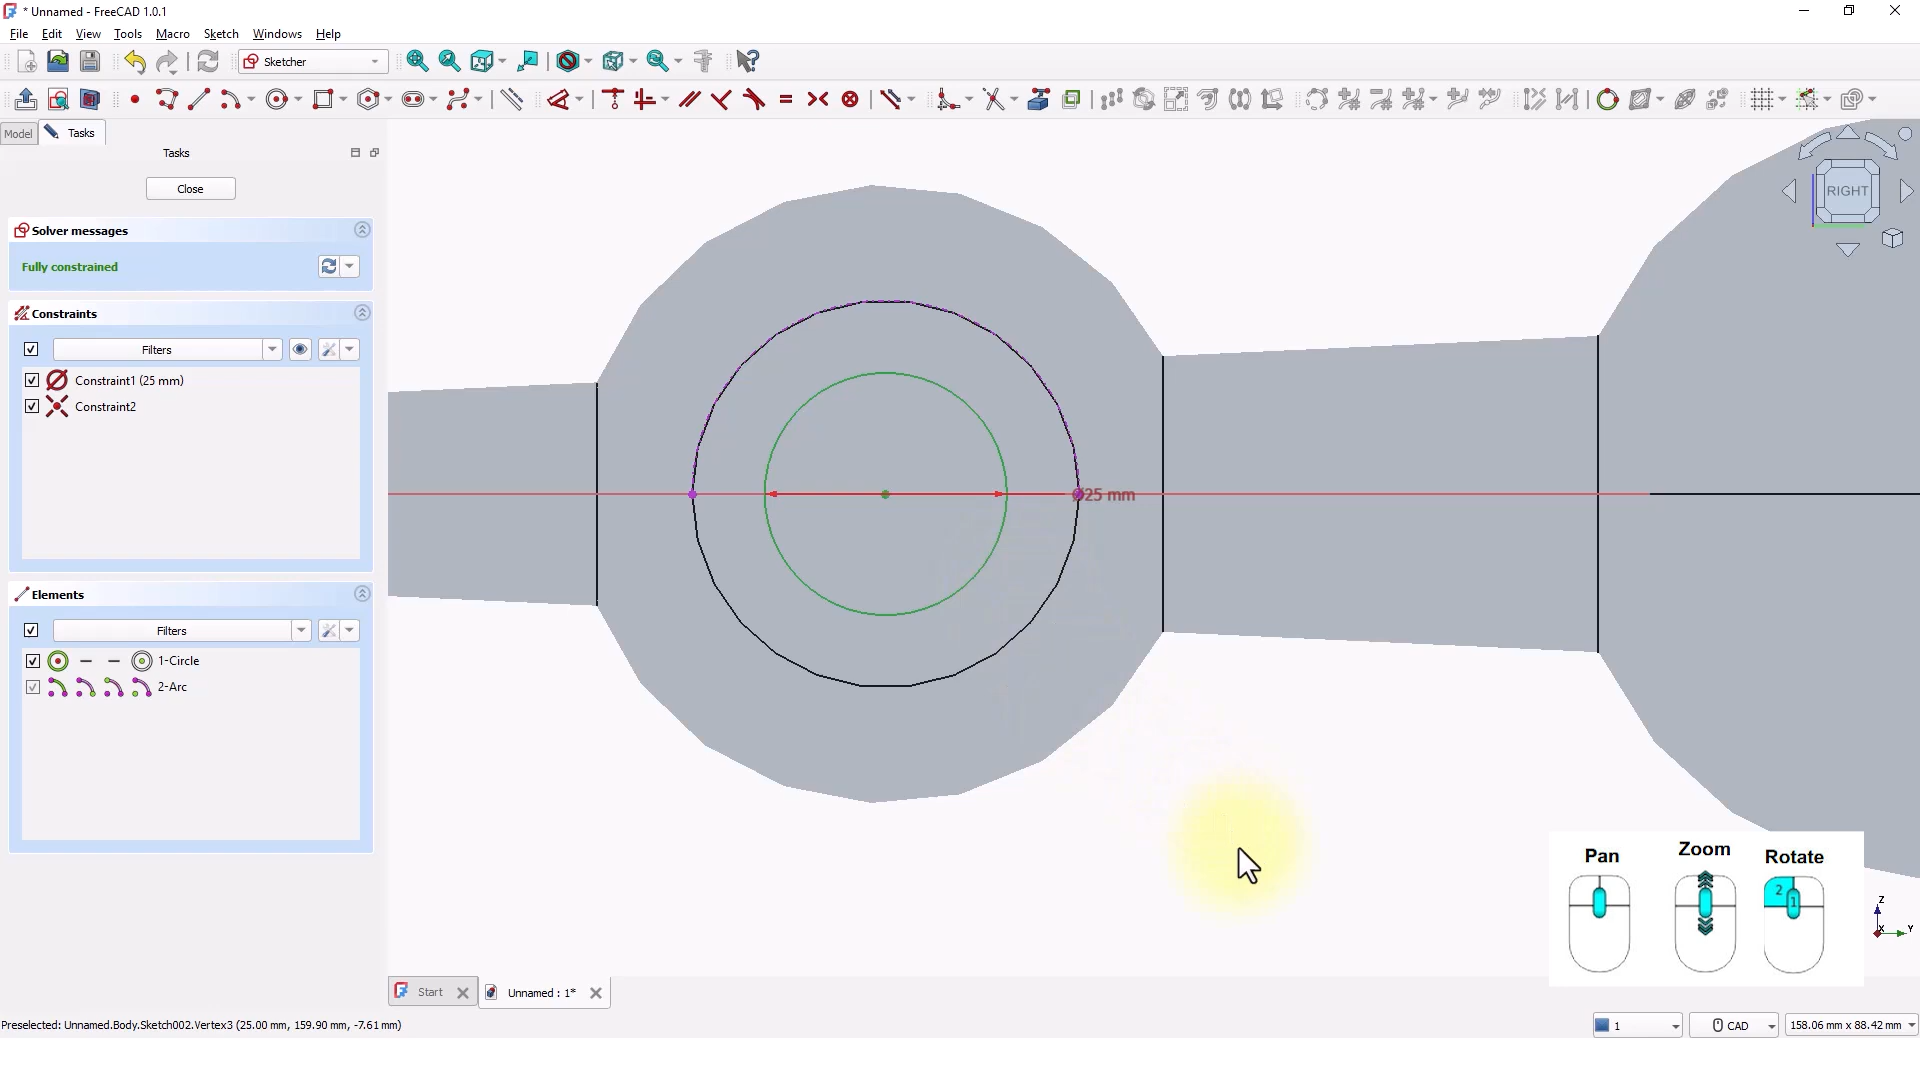 * Unnamed - FreeCAD 1.0.1
File Edit View Tools Macro Sketch Windows Help
Sketcher
Model Tasks
Tasks
Close
Solver messages
Fully constrained
Constraints
Filters
Constraint1 (25 mm)
Constraint2
Elements
Filters
1-Circle
2-Arc
Ø25 mm
RIGHT
Pan Zoom Rotate
2
1
Z
X
Y
Start Unnamed : 1*
Preselected: Unnamed.Body.Sketch002.Vertex3 (25.00 mm, 159.90 mm, -7.61 mm)
1 CAD 158.06 mm x 88.42 mm